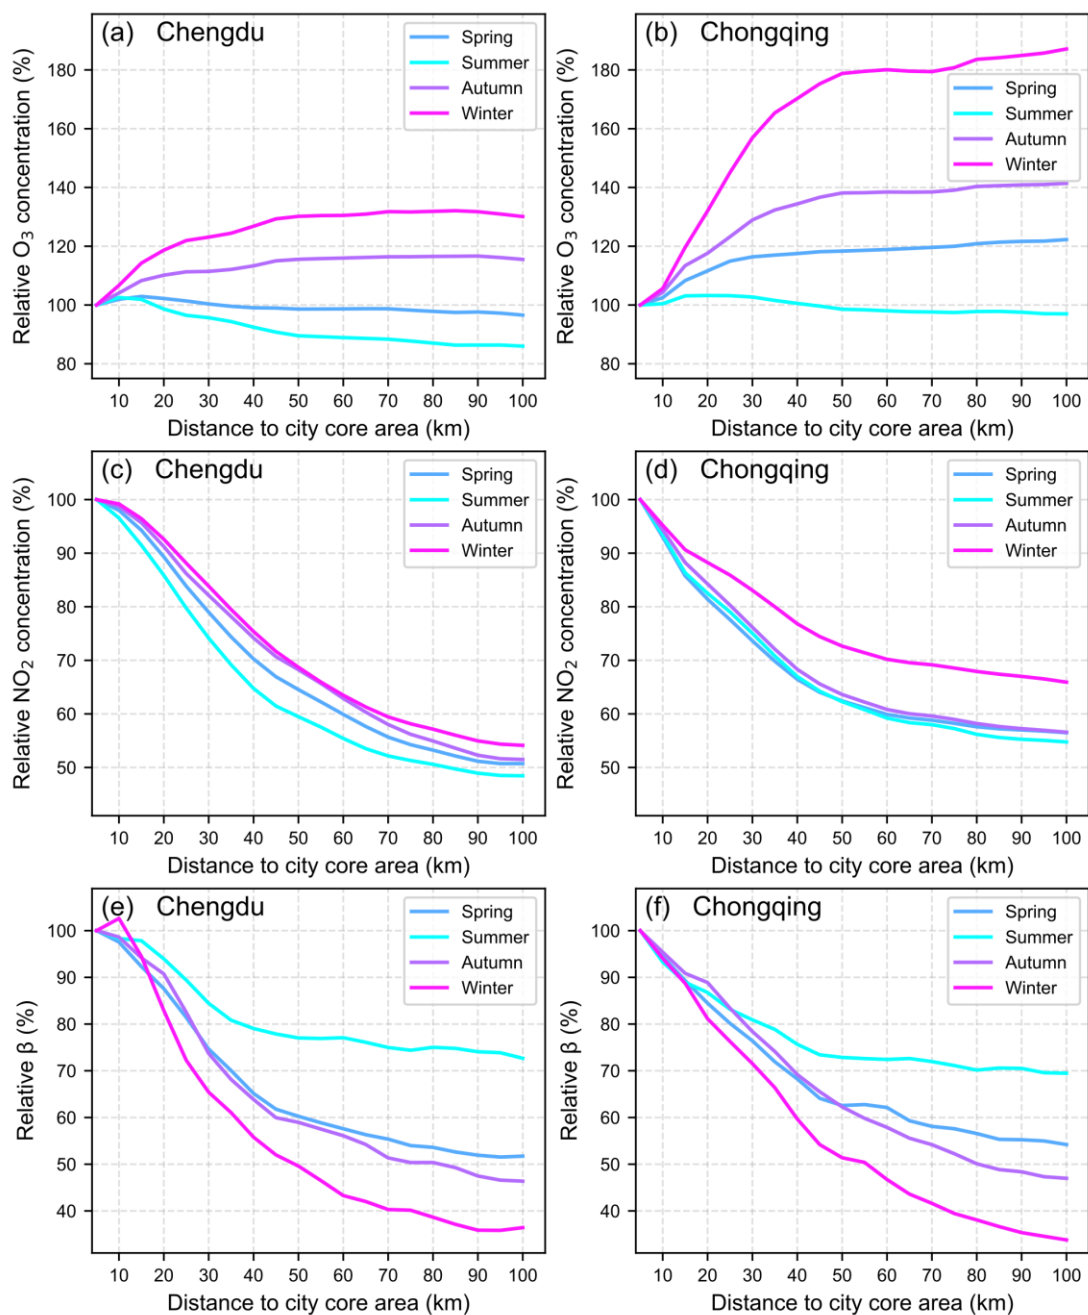 (a) Chengdu
Spring
Summer
Autumn
Winter
Relative O3 concentration (%)
180
160
140
120
100
80
10 20 30 40 50 60 70 80 90 100
Distance to city core area (km)
(b) Chongqing
Spring
Summer
Autumn
Winter
Relative O3 concentration (%)
180
160
140
120
100
80
10 20 30 40 50 60 70 80 90 100
Distance to city core area (km)
(c) Chengdu
Spring
Summer
Autumn
Winter
Relative NO2 concentration (%)
100
90
80
70
60
50
10 20 30 40 50 60 70 80 90 100
Distance to city core area (km)
(d) Chongqing
Spring
Summer
Autumn
Winter
Relative NO2 concentration (%)
100
90
80
70
60
50
10 20 30 40 50 60 70 80 90 100
Distance to city core area (km)
(e) Chengdu
Spring
Summer
Autumn
Winter
Relative β (%)
100
90
80
70
60
50
40
10 20 30 40 50 60 70 80 90 100
Distance to city core area (km)
(f) Chongqing
Spring
Summer
Autumn
Winter
Relative β (%)
100
90
80
70
60
50
40
10 20 30 40 50 60 70 80 90 100
Distance to city core area (km)